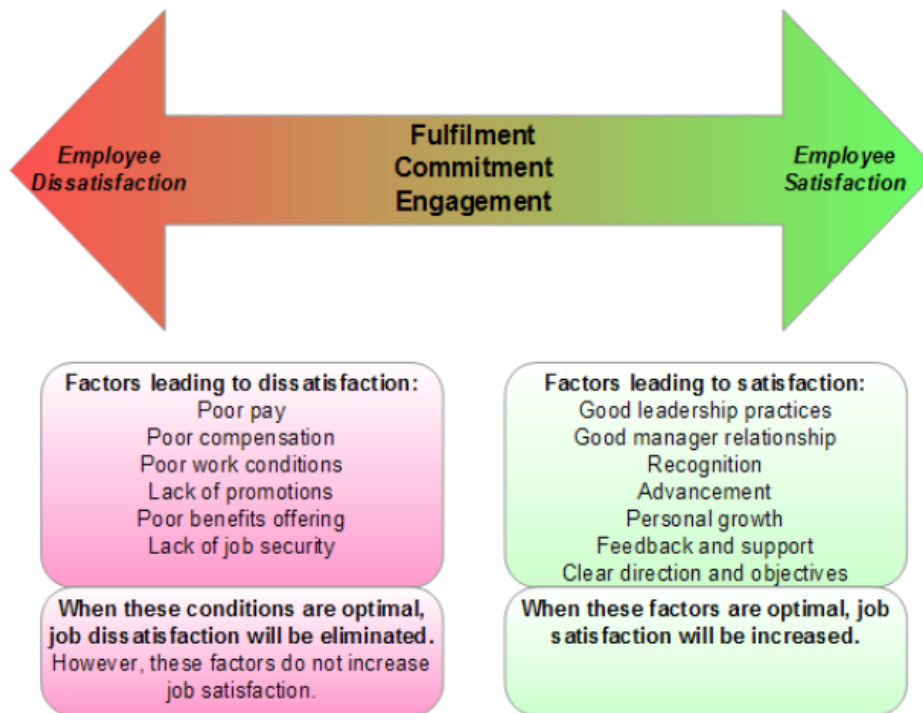 Fulfilment
Commitment
Engagement
Employee
Dissatisfaction
Employee
Satisfaction
Factors leading to dissatisfaction:
Poor pay
Poor compensation
Poor work conditions
Lack of promotions
Poor benefits offering
Lack of job security
When these conditions are optimal,
job dissatisfaction will be eliminated.
However, these factors do not increase
job satisfaction.
Factors leading to satisfaction:
Good leadership practices
Good manager relationship
Recognition
Advancement
Personal growth
Feedback and support
Clear direction and objectives
When these factors are optimal, job
satisfaction will be increased.